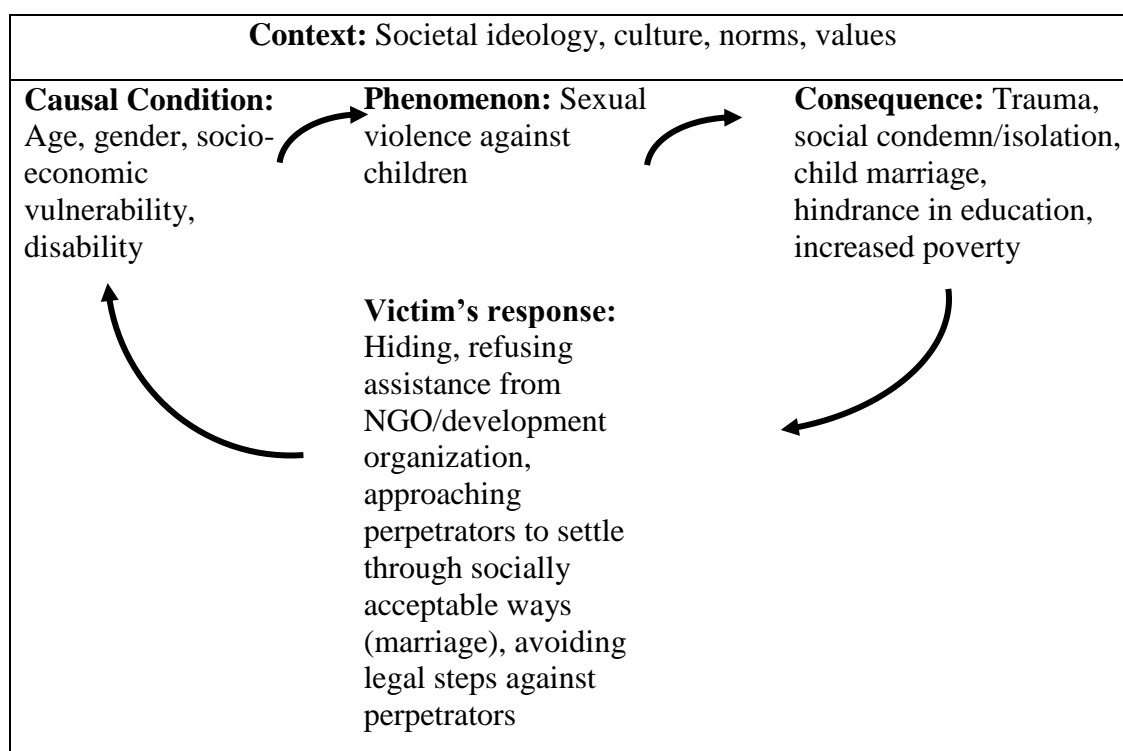 Context: Societal ideology, culture, norms, values
Causal Condition:
Age, gender, socio-
economic
vulnerability,
disability
Phenomenon: Sexual
violence against
children
Consequence: Trauma,
social condemn/isolation,
child marriage,
hindrance in education,
increased poverty
Victim’s response:
Hiding, refusing
assistance from
NGO/development
organization,
approaching
perpetrators to settle
through socially
acceptable ways
(marriage), avoiding
legal steps against
perpetrators